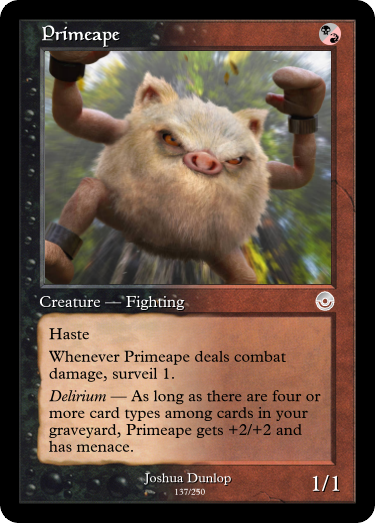 Primeape
Creature — Fighting
Haste
Whenever Primeape deals combat
damage, surveil 1.
Delirium — As long as there are four or
more card types among cards in your
graveyard, Primeape gets +2/+2 and
has menace.
Joshua Dunlop
137/250
1/1